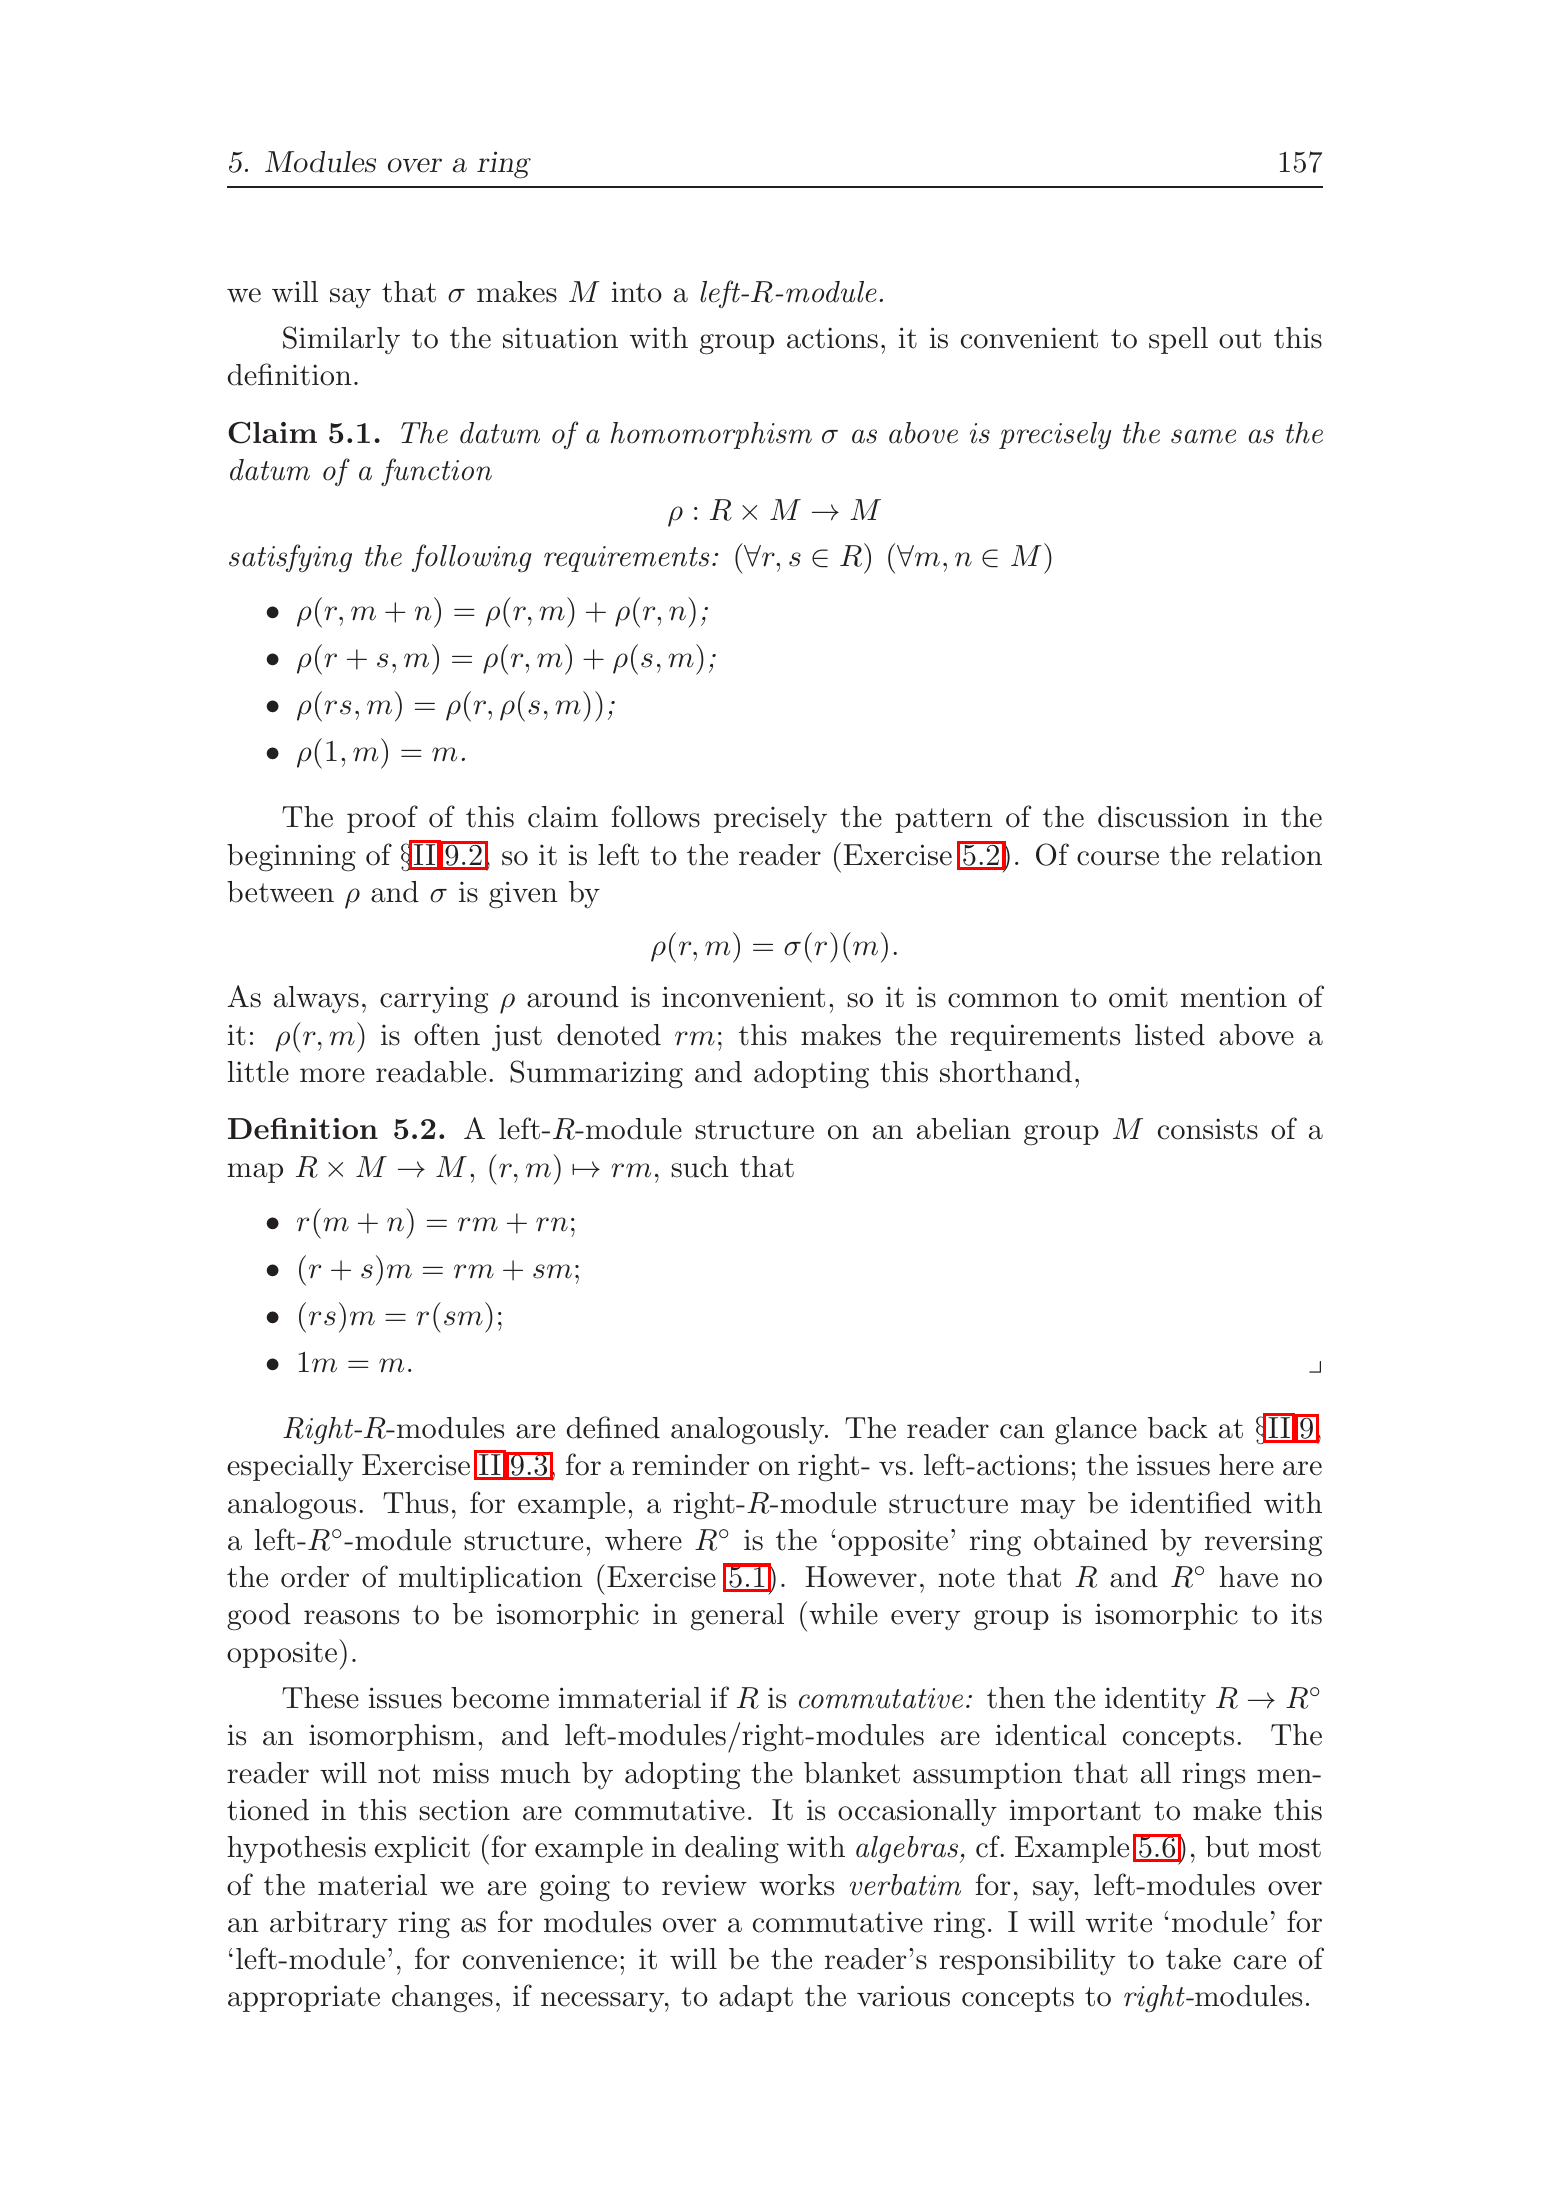 5. Modules over a ring 157
we will say that σ makes M into a left-R-module.
Similarly to the situation with group actions, it is convenient to spell out this
definition.
Claim 5.1. The datum of a homomorphism σ as above is precisely the same as the
datum of a function
ρ : R × M → M
satisfying the following requirements: (∀r, s ∈ R) (∀m, n ∈ M)
• ρ(r, m + n) = ρ(r, m) + ρ(r, n);
• ρ(r + s, m) = ρ(r, m) + ρ(s, m);
• ρ(rs, m) = ρ(r, ρ(s, m));
• ρ(1, m) = m.
The proof of this claim follows precisely the pattern of the discussion in the
beginning of §II.9.2, so it is left to the reader (Exercise 5.2). Of course the relation
between ρ and σ is given by
ρ(r, m) = σ(r)(m).
As always, carrying ρ around is inconvenient, so it is common to omit mention of
it: ρ(r, m) is often just denoted rm; this makes the requirements listed above a
little more readable. Summarizing and adopting this shorthand,
Definition 5.2. A left-R-module structure on an abelian group M consists of a
map R × M → M, (r, m) ↦ rm, such that
• r(m + n) = rm + rn;
• (r + s)m = rm + sm;
• (rs)m = r(sm);
• 1m = m. ⌟
Right-R-modules are defined analogously. The reader can glance back at §II.9,
especially Exercise II.9.3, for a reminder on right- vs. left-actions; the issues here are
analogous. Thus, for example, a right-R-module structure may be identified with
a left-R°-module structure, where R° is the ‘opposite’ ring obtained by reversing
the order of multiplication (Exercise 5.1). However, note that R and R° have no
good reasons to be isomorphic in general (while every group is isomorphic to its
opposite).
These issues become immaterial if R is commutative: then the identity R → R°
is an isomorphism, and left-modules/right-modules are identical concepts. The
reader will not miss much by adopting the blanket assumption that all rings men-
tioned in this section are commutative. It is occasionally important to make this
hypothesis explicit (for example in dealing with algebras, cf. Example 5.6), but most
of the material we are going to review works verbatim for, say, left-modules over
an arbitrary ring as for modules over a commutative ring. I will write ‘module’ for
‘left-module’, for convenience; it will be the reader’s responsibility to take care of
appropriate changes, if necessary, to adapt the various concepts to right-modules.